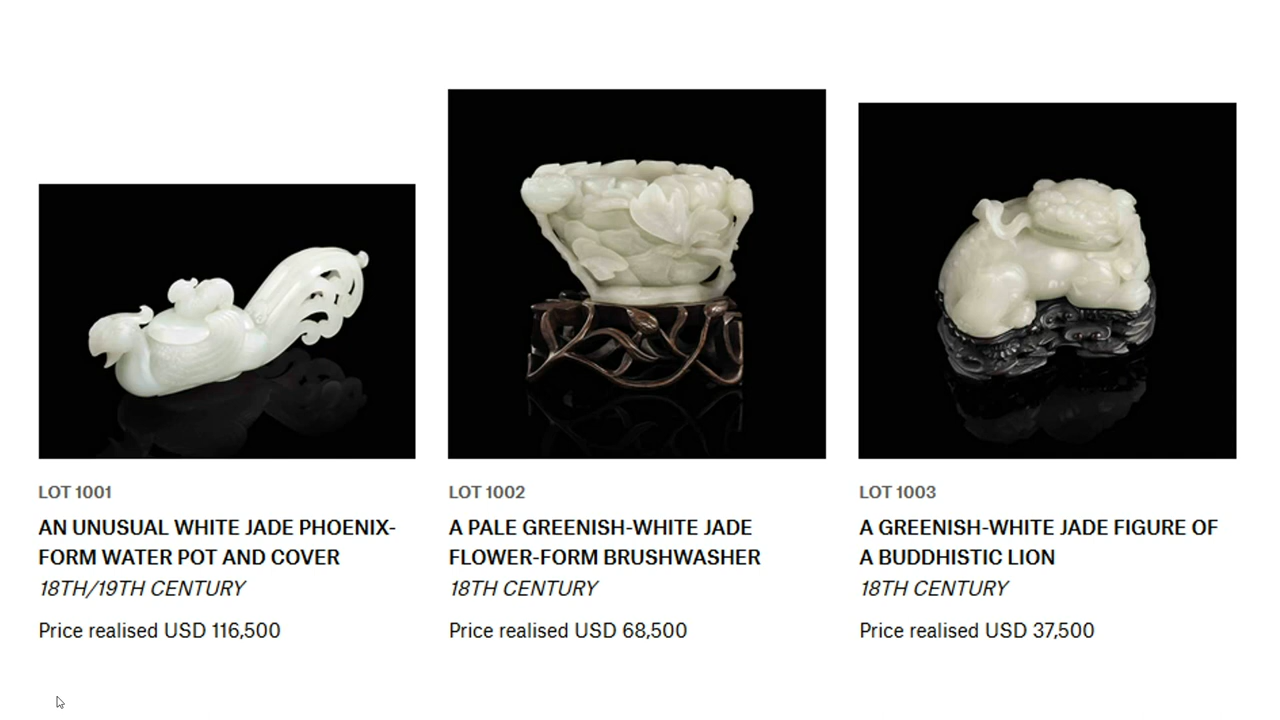 LOT 1001
AN UNUSUAL WHITE JADE PHOENIX-
FORM WATER POT AND COVER
18TH/19TH CENTURY
Price realised USD 116,500
LOT 1002
A PALE GREENISH-WHITE JADE
FLOWER-FORM BRUSHWASHER
18TH CENTURY
Price realised USD 68,500
LOT 1003
A GREENISH-WHITE JADE FIGURE OF
A BUDDHISTIC LION
18TH CENTURY
Price realised USD 37,500